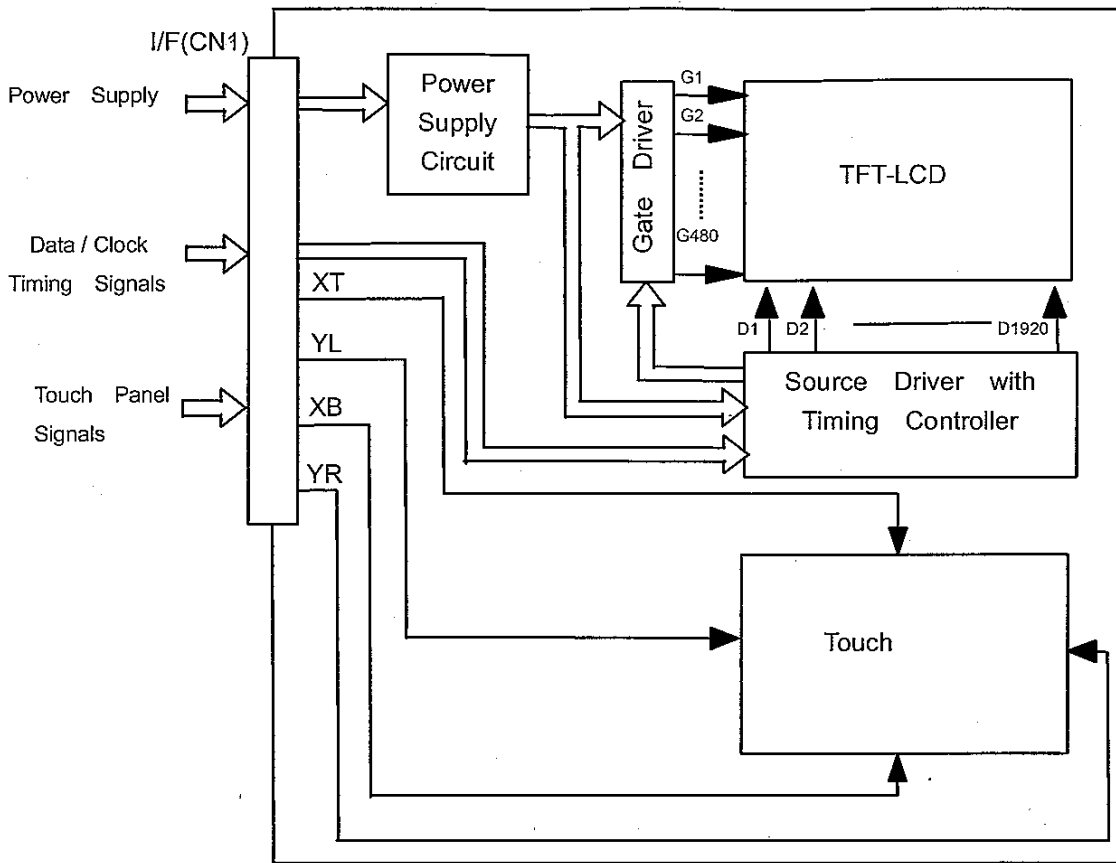 I/F(CN1)
Power Supply
Data / Clock
Timing Signals
Touch Panel
Signals
Power
Supply
Circuit
Gate Driver
G1
G2
G480
TFT-LCD
D1
D2
D1920
Source Driver with
Timing Controller
XT
YL
XB
YR
Touch